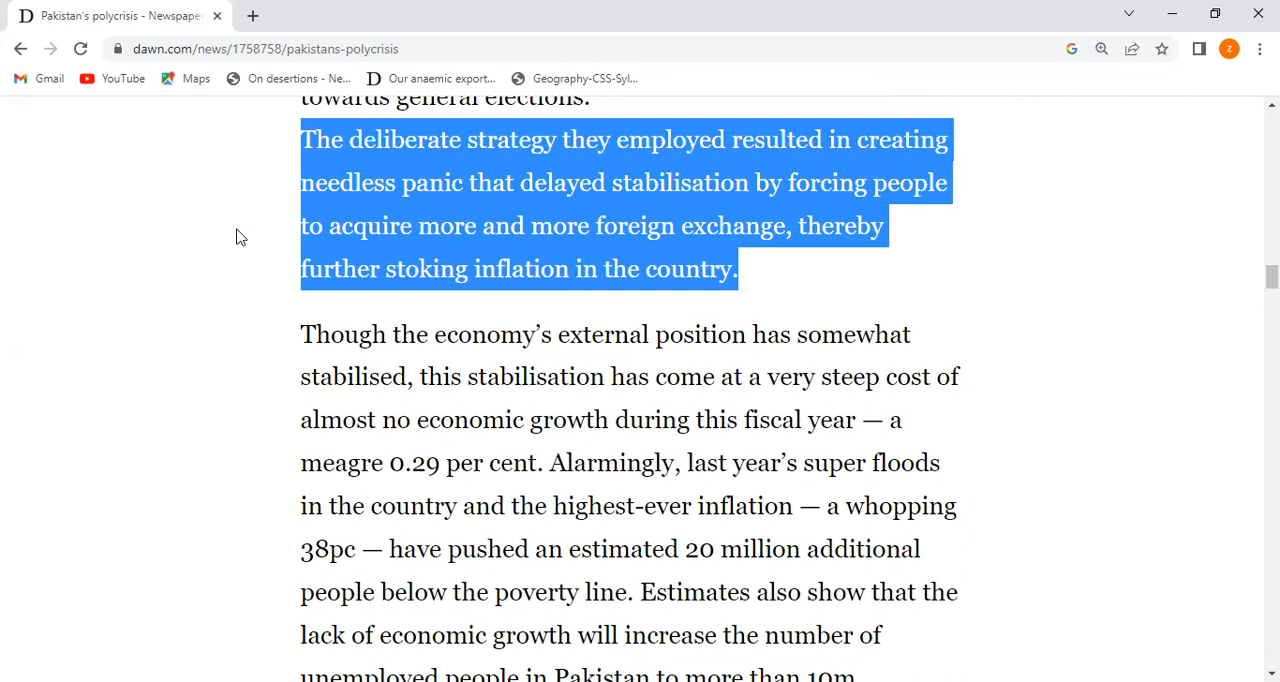 D Pakistan's polycrisis - Newspaper
dawn.com/news/1758758/pakistans-polycrisis
G
Z
Gmail YouTube Maps On desertions - Ne... D Our anaemic export... Geography-CSS-Syl...
towards general elections.
The deliberate strategy they employed resulted in creating
needless panic that delayed stabilisation by forcing people
to acquire more and more foreign exchange, thereby
further stoking inflation in the country.
Though the economy's external position has somewhat
stabilised, this stabilisation has come at a very steep cost of
almost no economic growth during this fiscal year — a
meagre 0.29 per cent. Alarmingly, last year's super floods
in the country and the highest-ever inflation — a whopping
38pc — have pushed an estimated 20 million additional
people below the poverty line. Estimates also show that the
lack of economic growth will increase the number of
unemployed people in Pakistan to more than 10m.